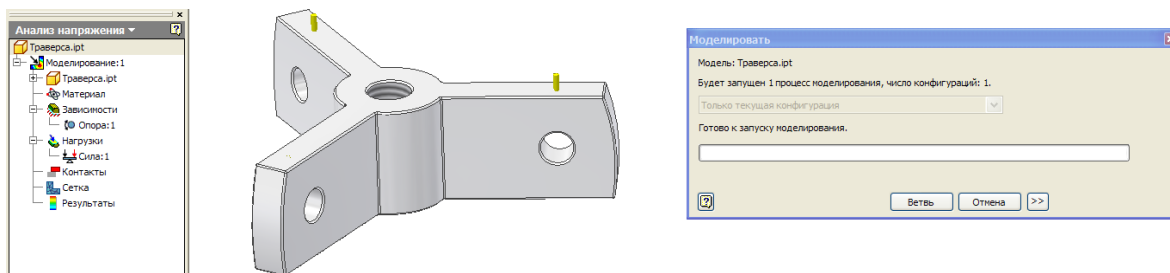 Анализ напряжения
Траверса.ipt
Моделирование:1
Траверса.ipt
Материал
Зависимости
Опора:1
Нагрузки
Сила:1
Контакты
Сетка
Результаты
Моделировать
Модель: Траверса.ipt
Будет запущен 1 процесс моделирования, число конфигураций: 1.
Только текущая конфигурация
Готово к запуску моделирования.
Ветвь Отмена >>